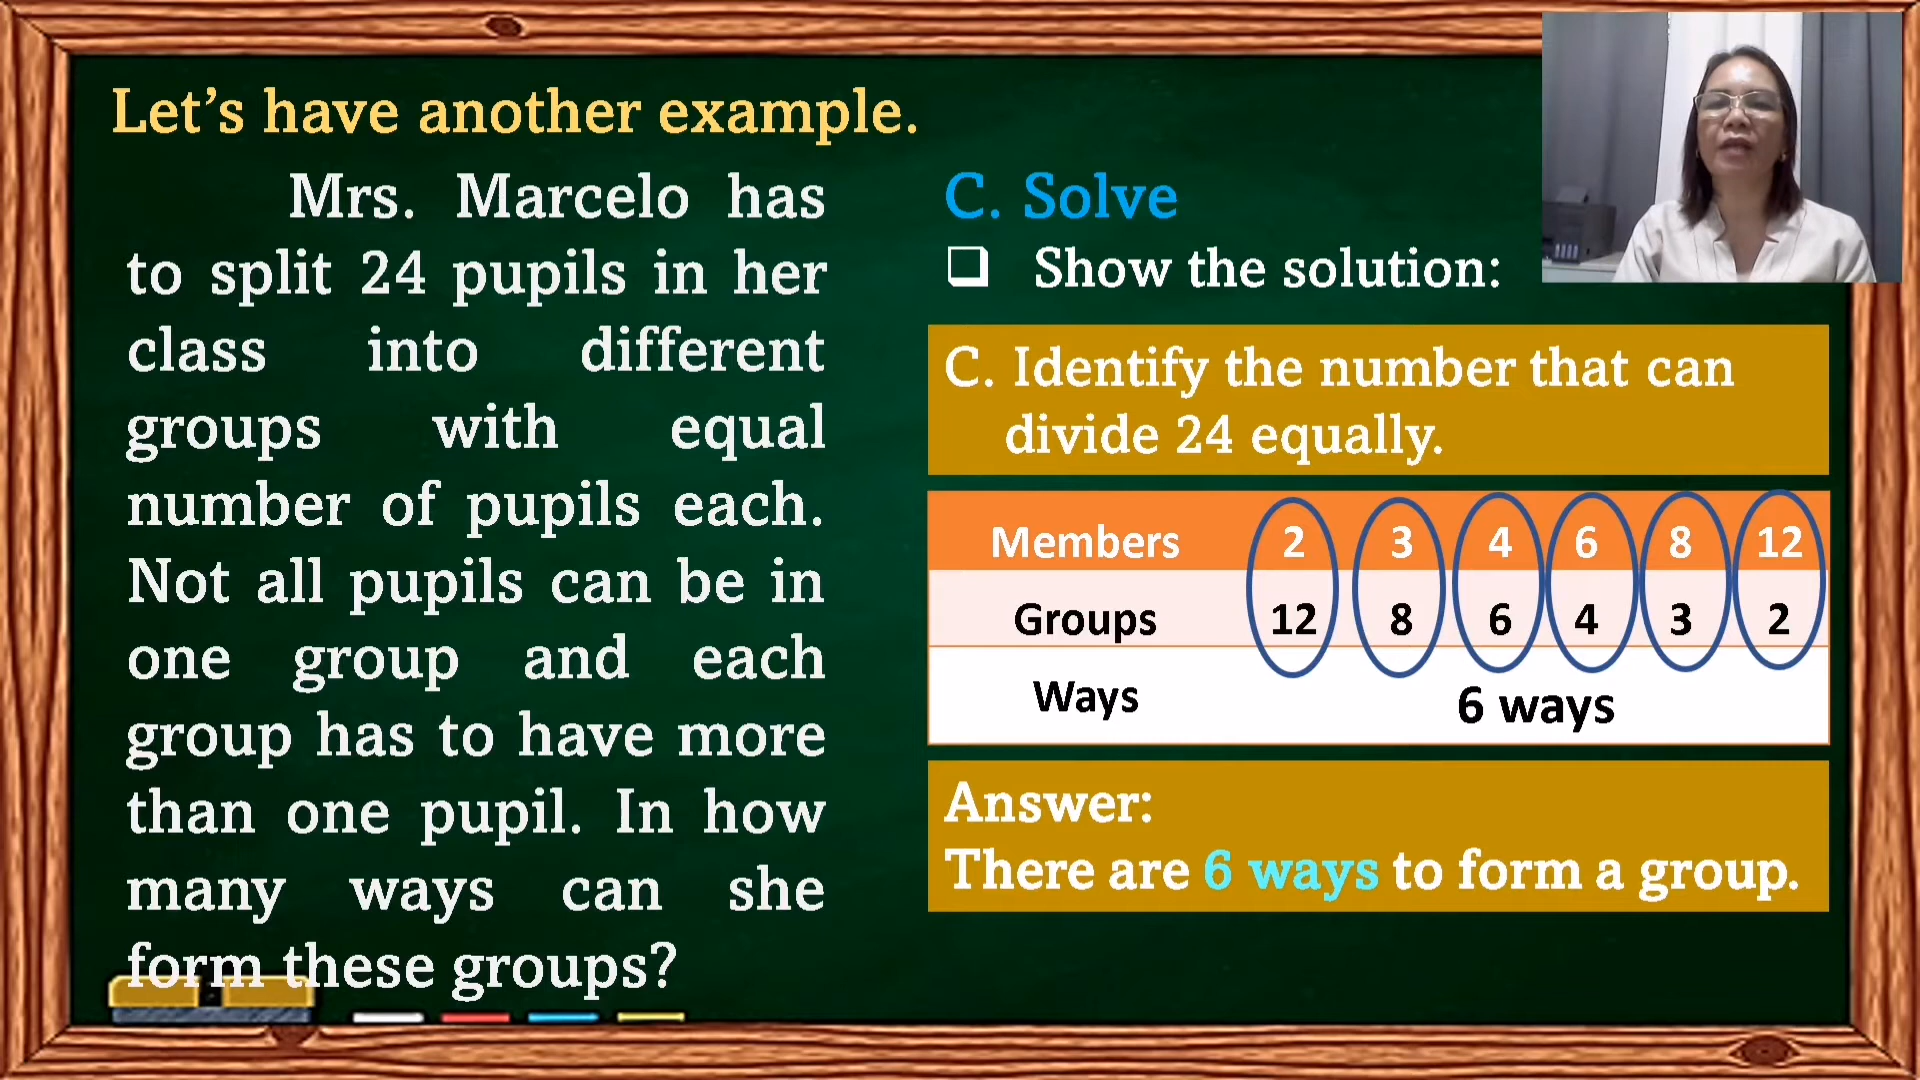 Let’s have another example.
Mrs. Marcelo has
to split 24 pupils in her
class into different
groups with equal
number of pupils each.
Not all pupils can be in
one group and each
group has to have more
than one pupil. In how
many ways can she
form these groups?
C. Solve
❑ Show the solution:
C. Identify the number that can
divide 24 equally.
Members 2 3 4 6 8 12
Groups 12 8 6 4 3 2
Ways 6 ways
Answer:
There are 6 ways to form a group.